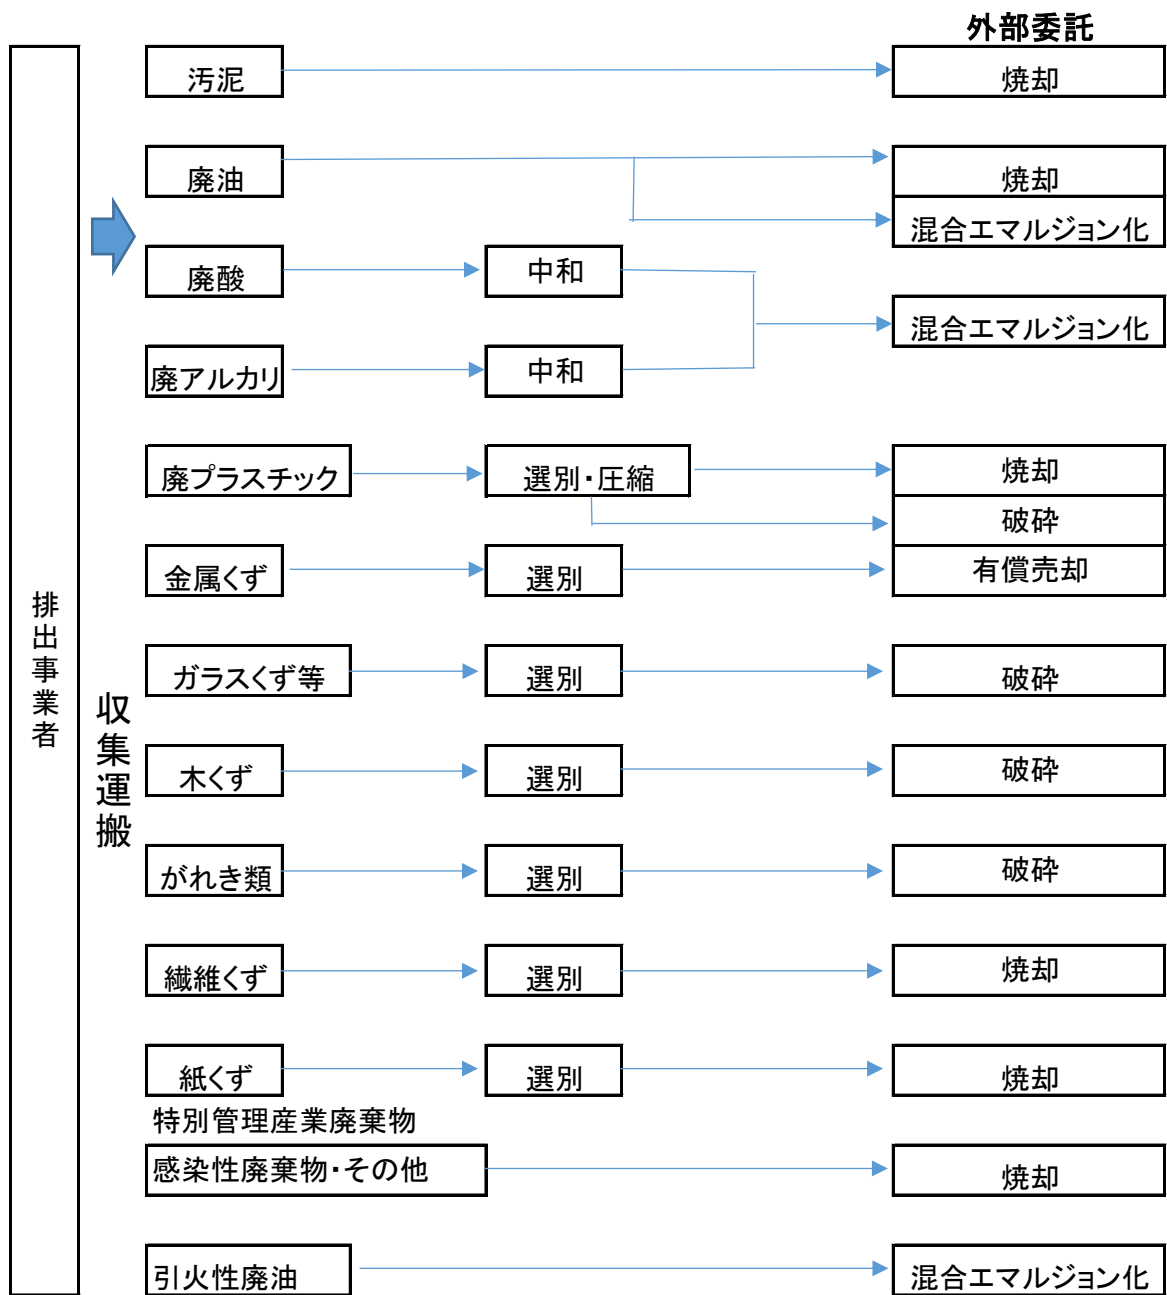 外部委託
汚泥
焼却
廃油
焼却
混合エマルジョン化
廃酸
中和
混合エマルジョン化
廃アルカリ
中和
廃プラスチック
選別・圧縮
焼却
破砕
金属くず
選別
有償売却
排出事業者
収集運搬
ガラスくず等
選別
破砕
木くず
選別
破砕
がれき類
選別
破砕
繊維くず
選別
焼却
紙くず
選別
焼却
特別管理産業廃棄物
感染性廃棄物・その他
焼却
引火性廃油
混合エマルジョン化